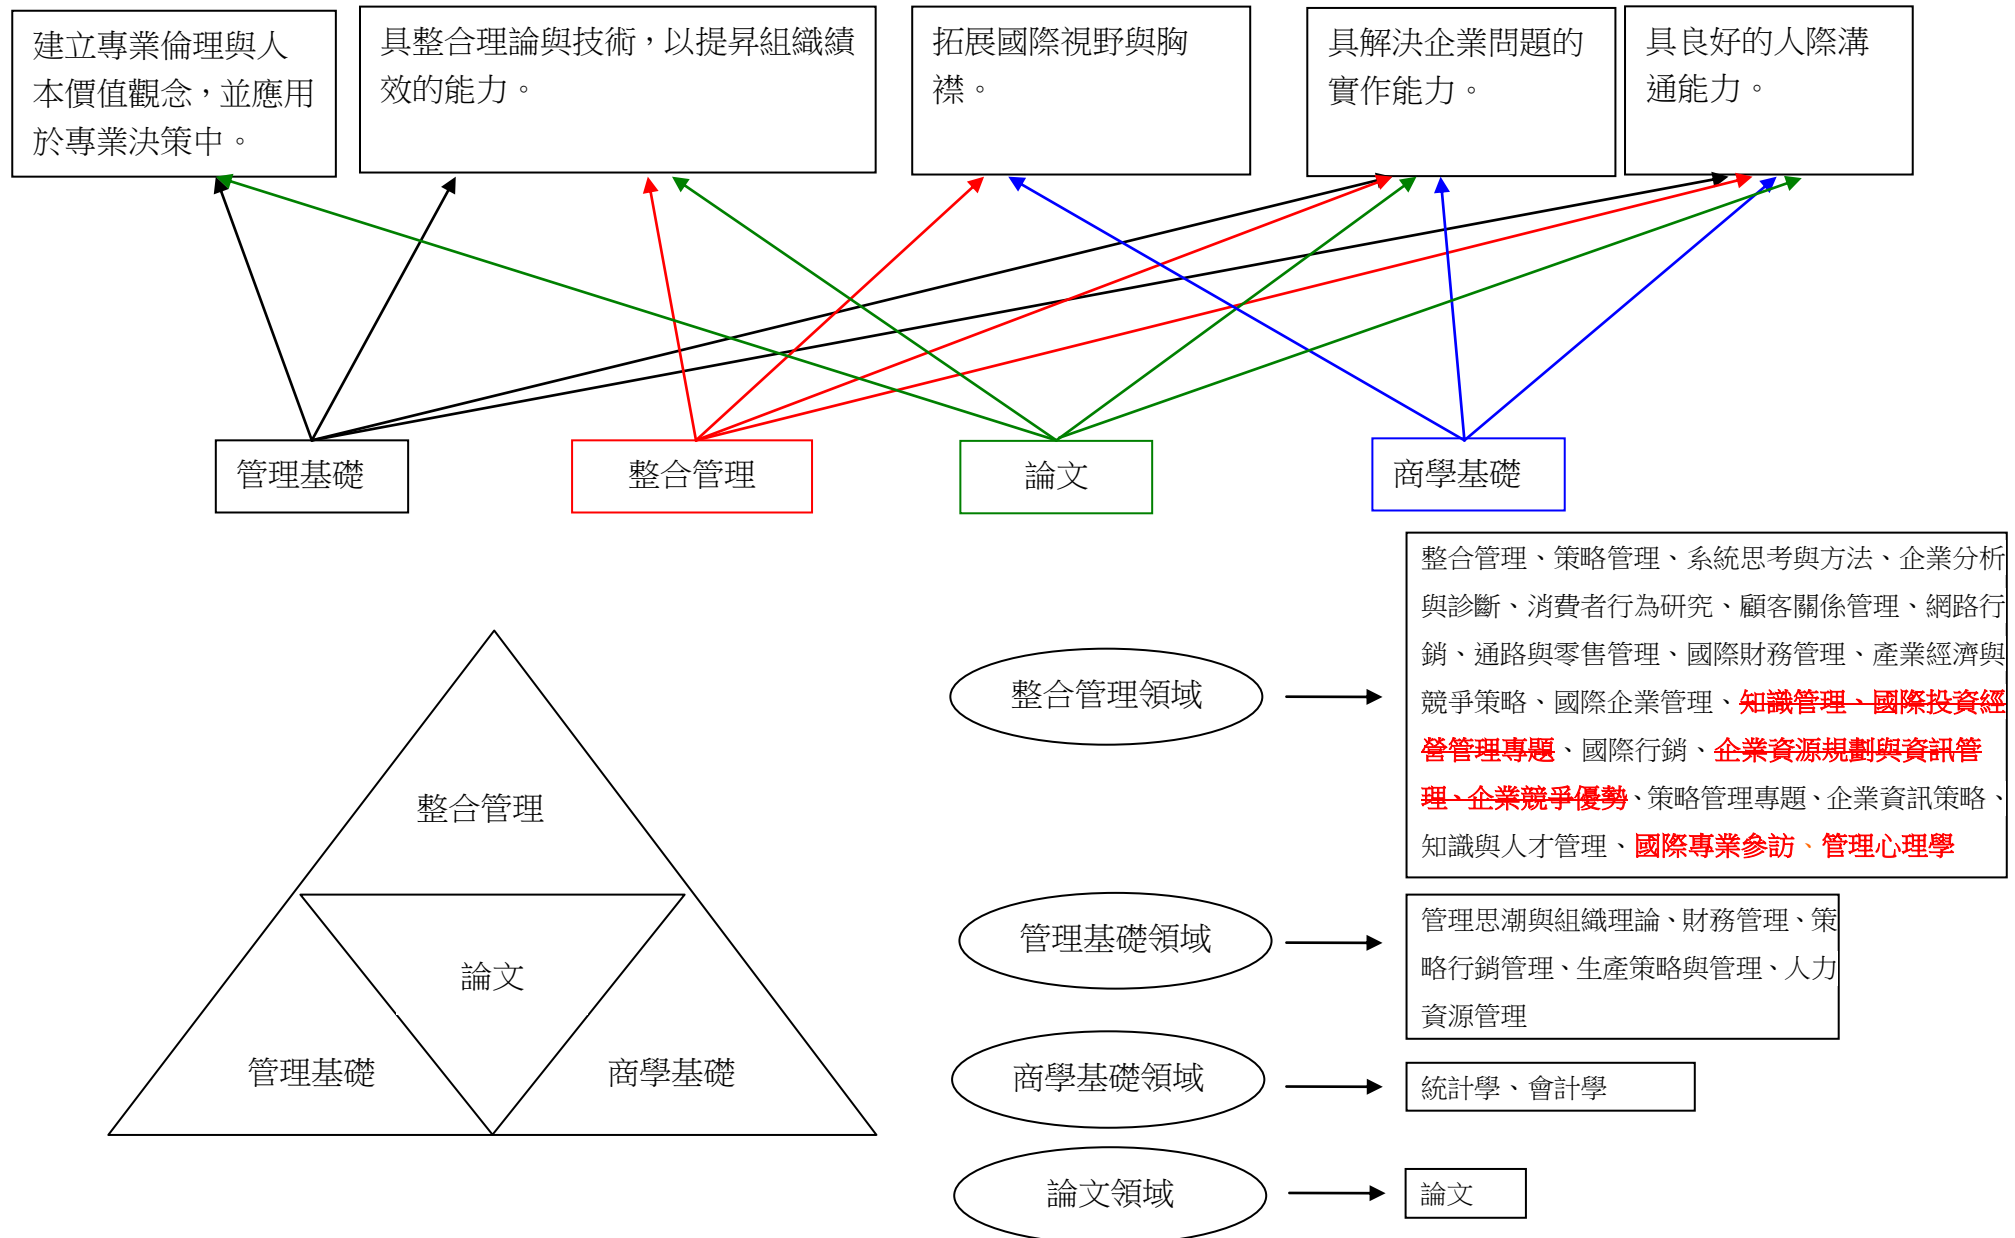 建立專業倫理與人
本價值觀念，並應用
於專業決策中。
具整合理論與技術，以提昇組織績
效的能力。
拓展國際視野與胸
襟。
具解決企業問題的
實作能力。
具良好的人際溝
通能力。
管理基礎
整合管理
論文
商學基礎
整合管理
論文
管理基礎
商學基礎
整合管理領域
整合管理、策略管理、系統思考與方法、企業分析
與診斷、消費者行為研究、顧客關係管理、網路行
銷、通路與零售管理、國際財務管理、產業經濟與
競爭策略、國際企業管理、知識管理、國際投資經
營管理專題、國際行銷、企業資源規劃與資訊管
理、企業競爭優勢、策略管理專題、企業資訊策略、
知識與人才管理、國際專業參訪、管理心理學
管理基礎領域
管理思潮與組織理論、財務管理、策
略行銷管理、生產策略與管理、人力
資源管理
商學基礎領域
統計學、會計學
論文領域
論文